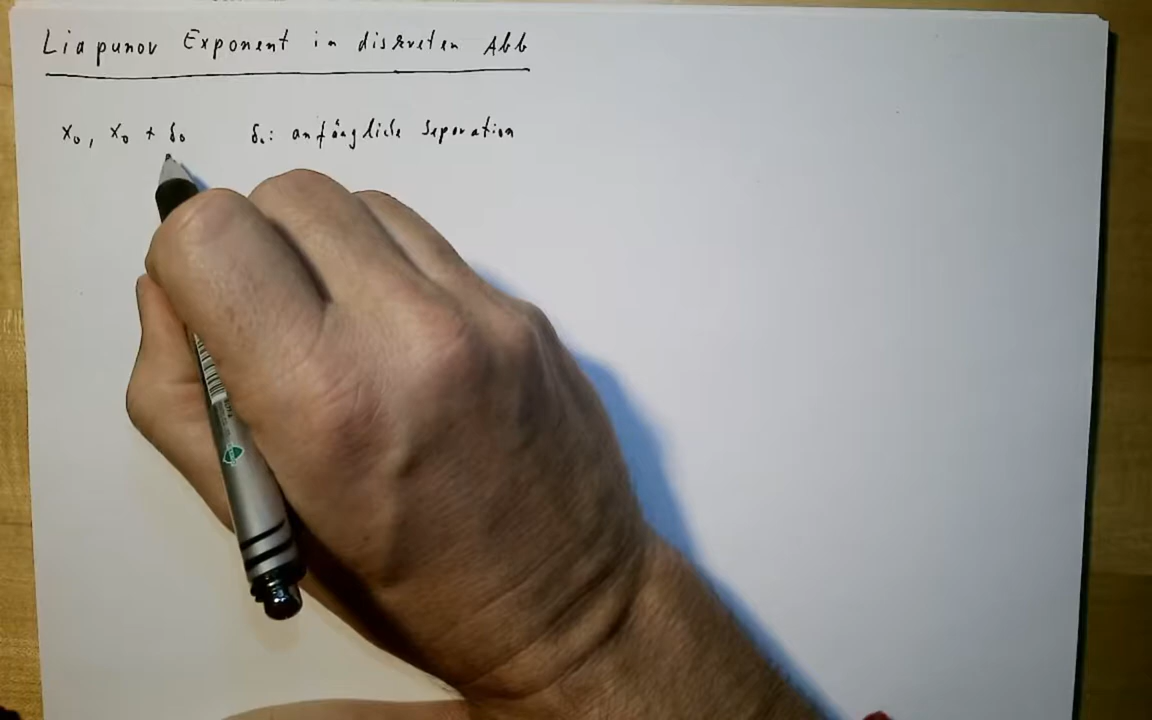 Liapunov Exponent in diskreten Abb
x₀, x₀ + δ₀ δ₀: anfängliche Separation